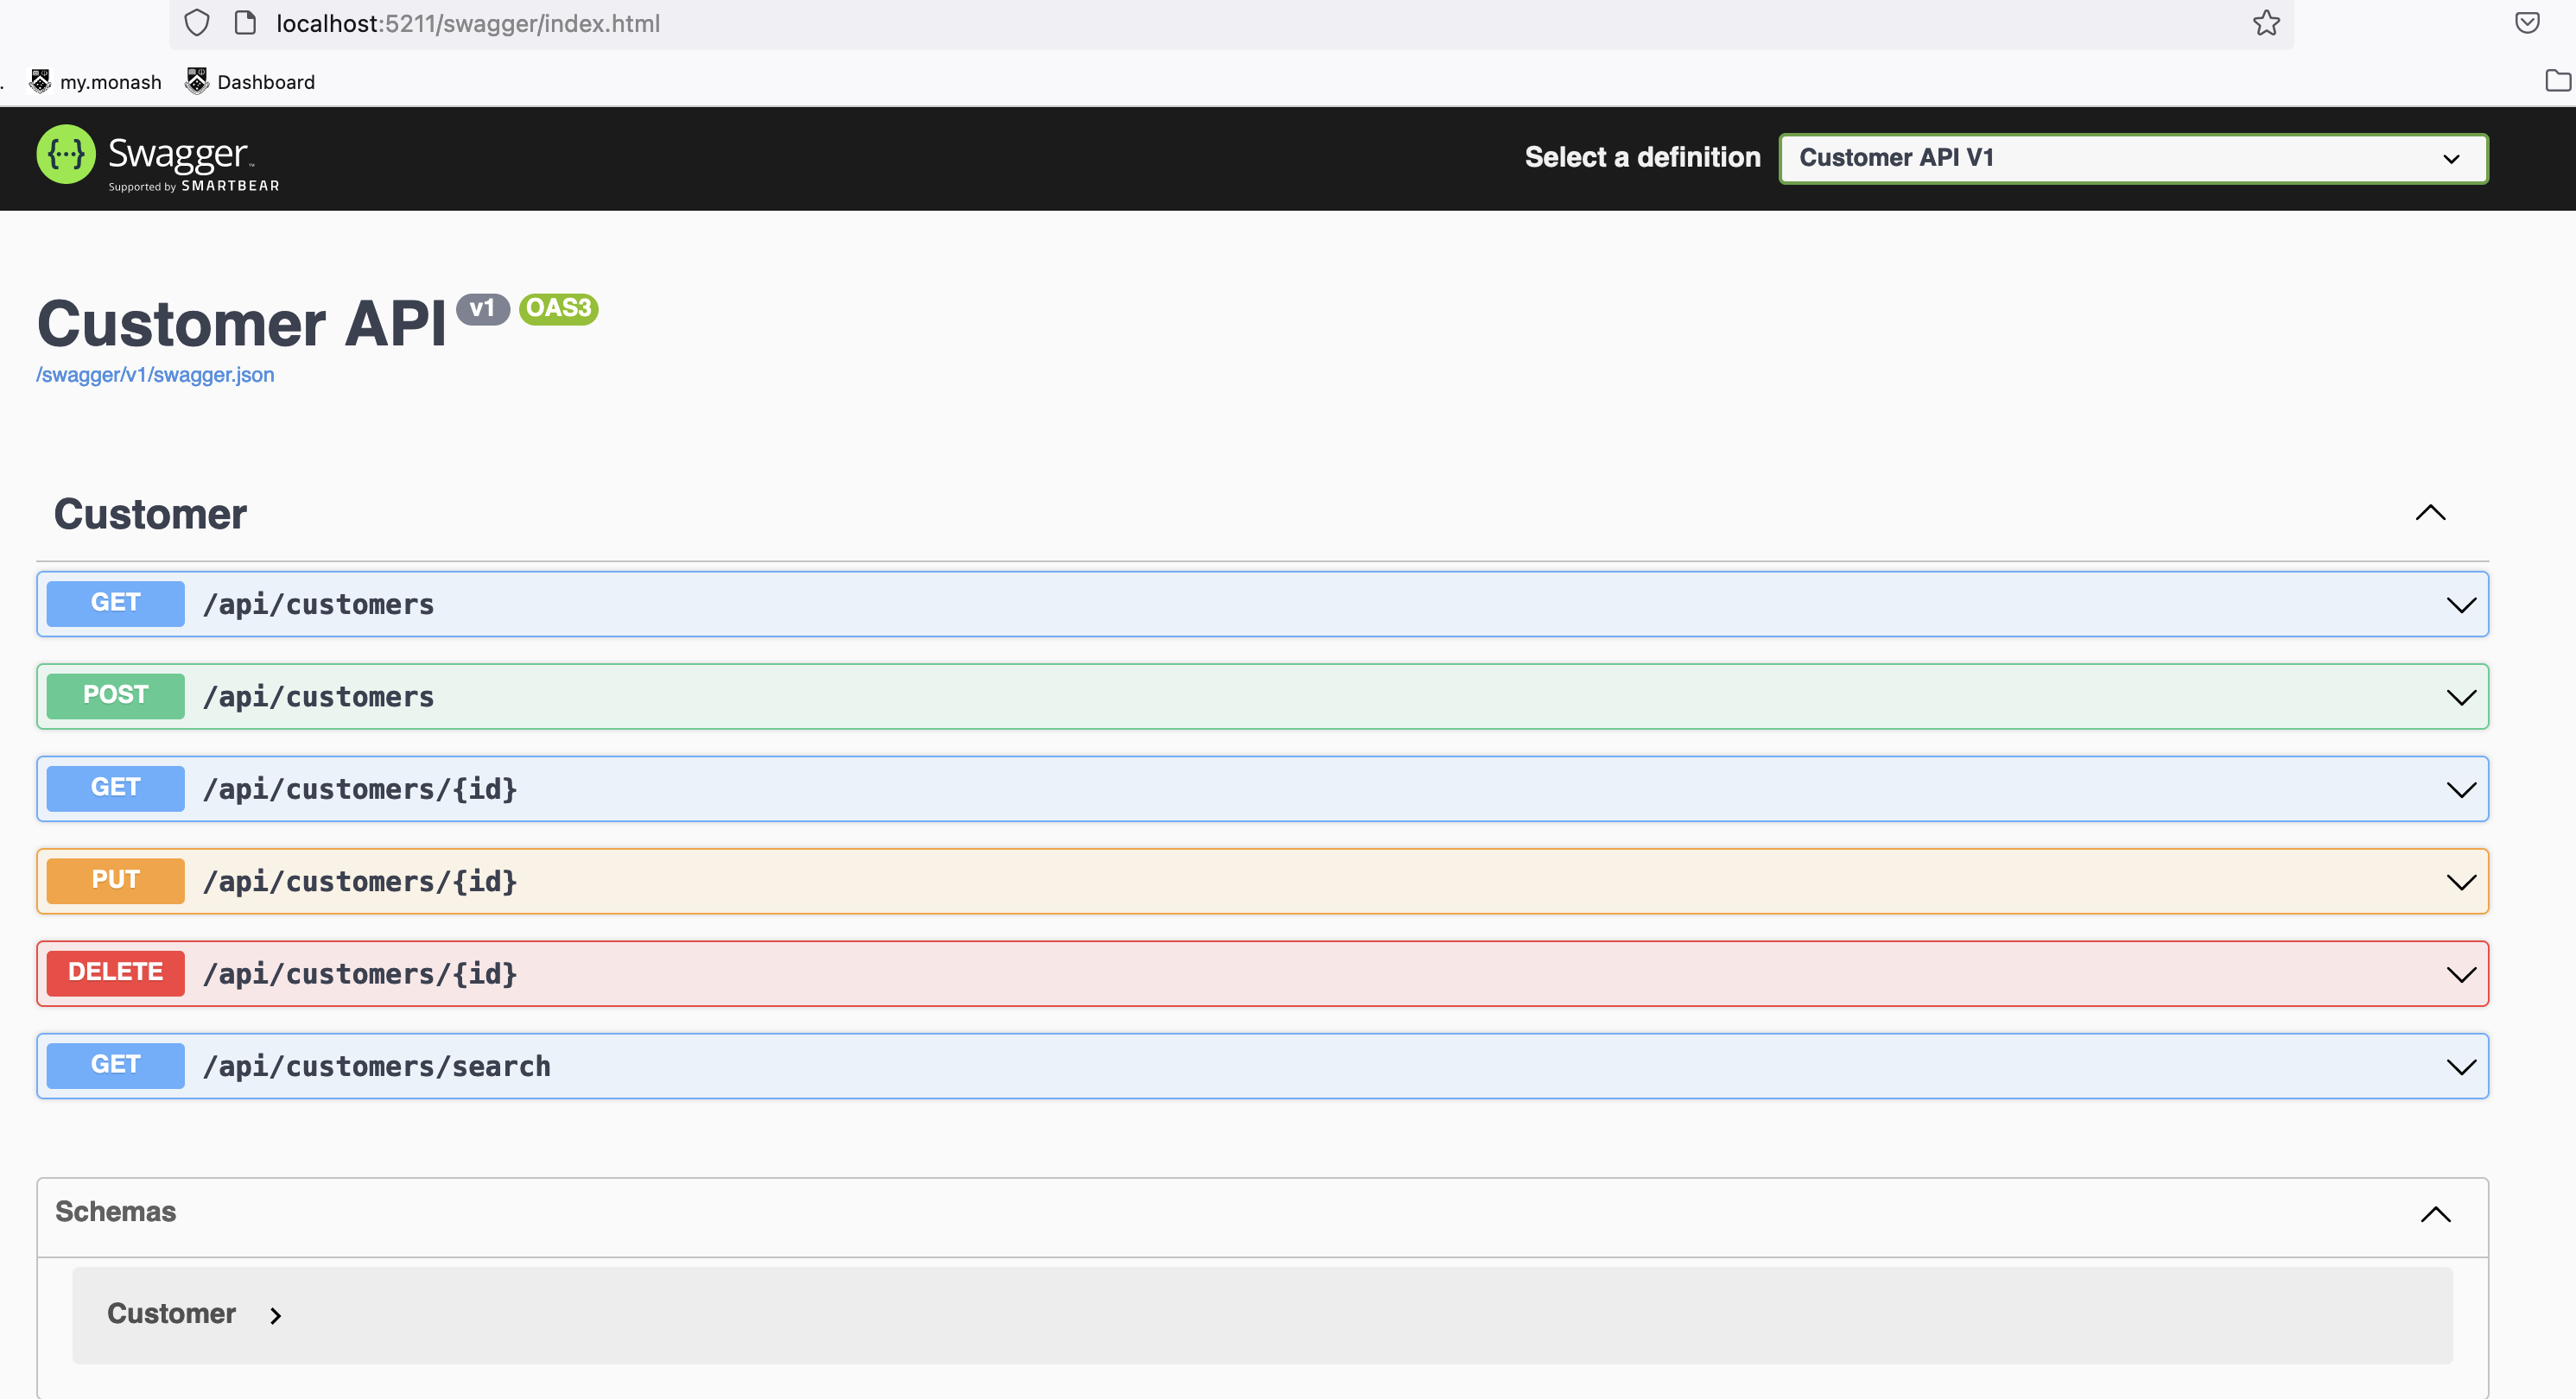 localhost:5211/swagger/index.html
my.monash Dashboard
{...} Swagger™
Supported by SMARTBEAR
Select a definition Customer API V1
Customer API v1 OAS3
/swagger/v1/swagger.json
Customer
GET /api/customers
POST /api/customers
GET /api/customers/{id}
PUT /api/customers/{id}
DELETE /api/customers/{id}
GET /api/customers/search
Schemas
Customer